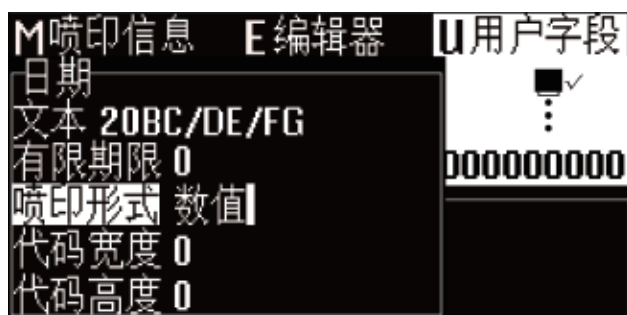 M喷印信息 E编辑器 U用户字段
日期
文本 20BC/DE/FG
有限期限 0
000000000
喷印形式 数值
代码宽度 0
代码高度 0